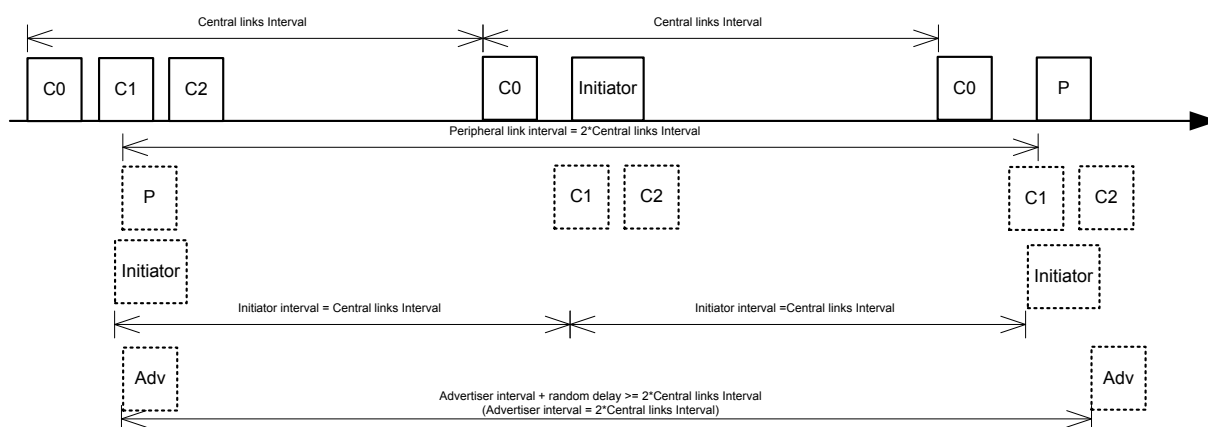 Central links Interval
Central links Interval
C0
C1
C2
C0
Initiator
C0
P
Peripheral link interval = 2*Central links Interval
P
C1
C2
C1
C2
Initiator
Initiator
Initiator interval = Central links Interval
Initiator interval =Central links Interval
Adv
Adv
Advertiser interval + random delay >= 2*Central links Interval
(Advertiser interval = 2*Central links Interval)